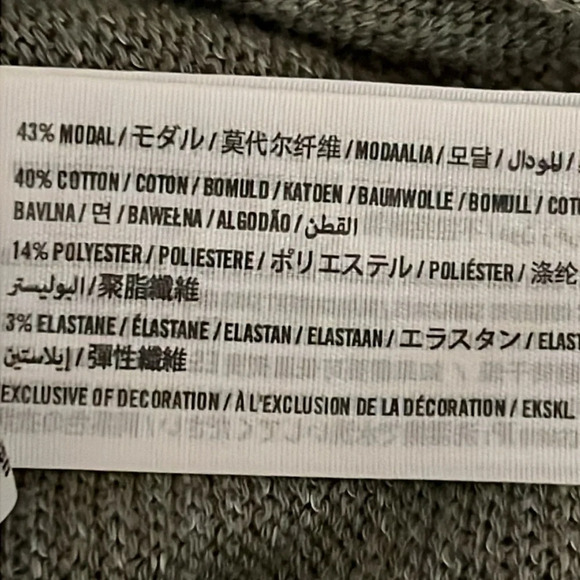 43% MODAL / モダル / 莫代尔纤维 / MODAALIA / 모달 / للودال /
40% COTTON / COTON / BOMULD / KATOEN / BAUMWOLLE / BOMULL / COT
BAVLNA / 면 / BAWEŁNA / ALGODÃO / القطن
14% POLYESTER / POLIESTERE / ポリエステル / POLIÉSTER / 涤纶
البوليستر / 聚脂纖維
3% ELASTANE / ÉLASTANE / ELASTAN / ELASTAAN / エラスタン / ELAST
إيلاستين / 彈性纖維
EXCLUSIVE OF DECORATION / À L'EXCLUSION DE LA DÉCORATION / EKSKL.